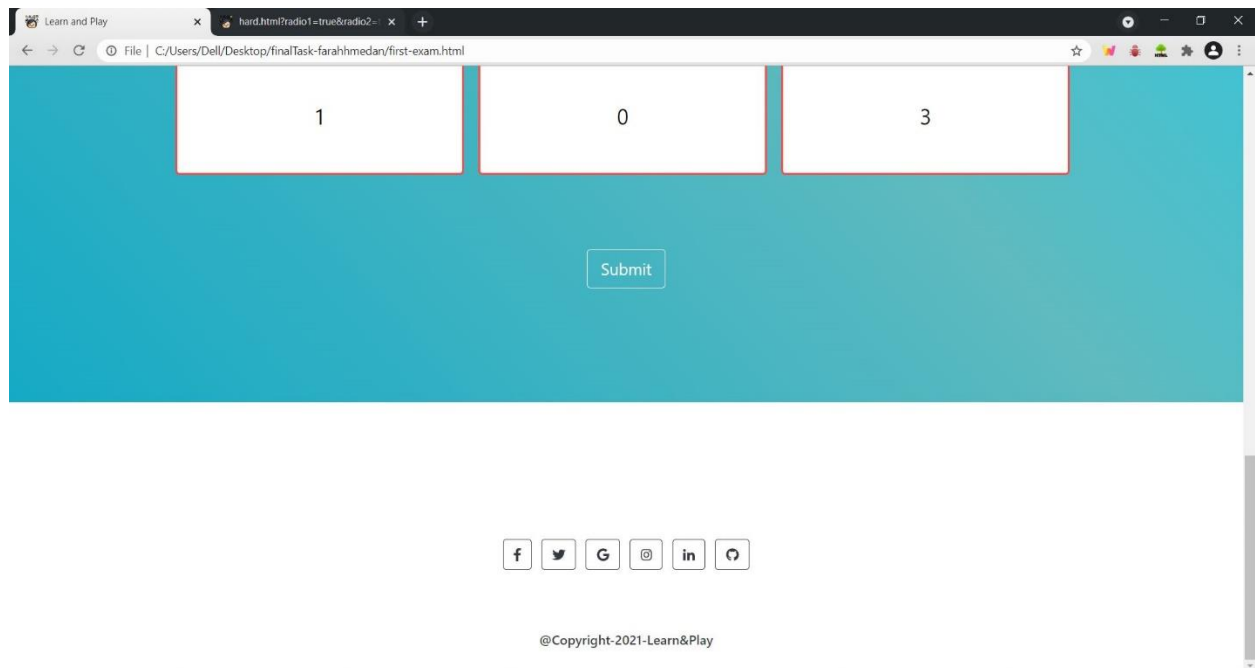 Learn and Play
hard.html?radio1=true&radio2=
File | C:/Users/Dell/Desktop/finalTask-farahhmedan/first-exam.html
1 0 3
Submit
f G in
@Copyright-2021-Learn&Play